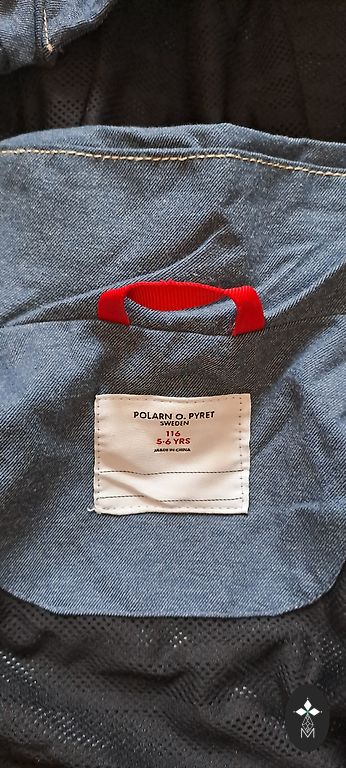 POLARN O. PYRET
SWEDEN
116
5-6 YRS
MADE IN CHINA
M